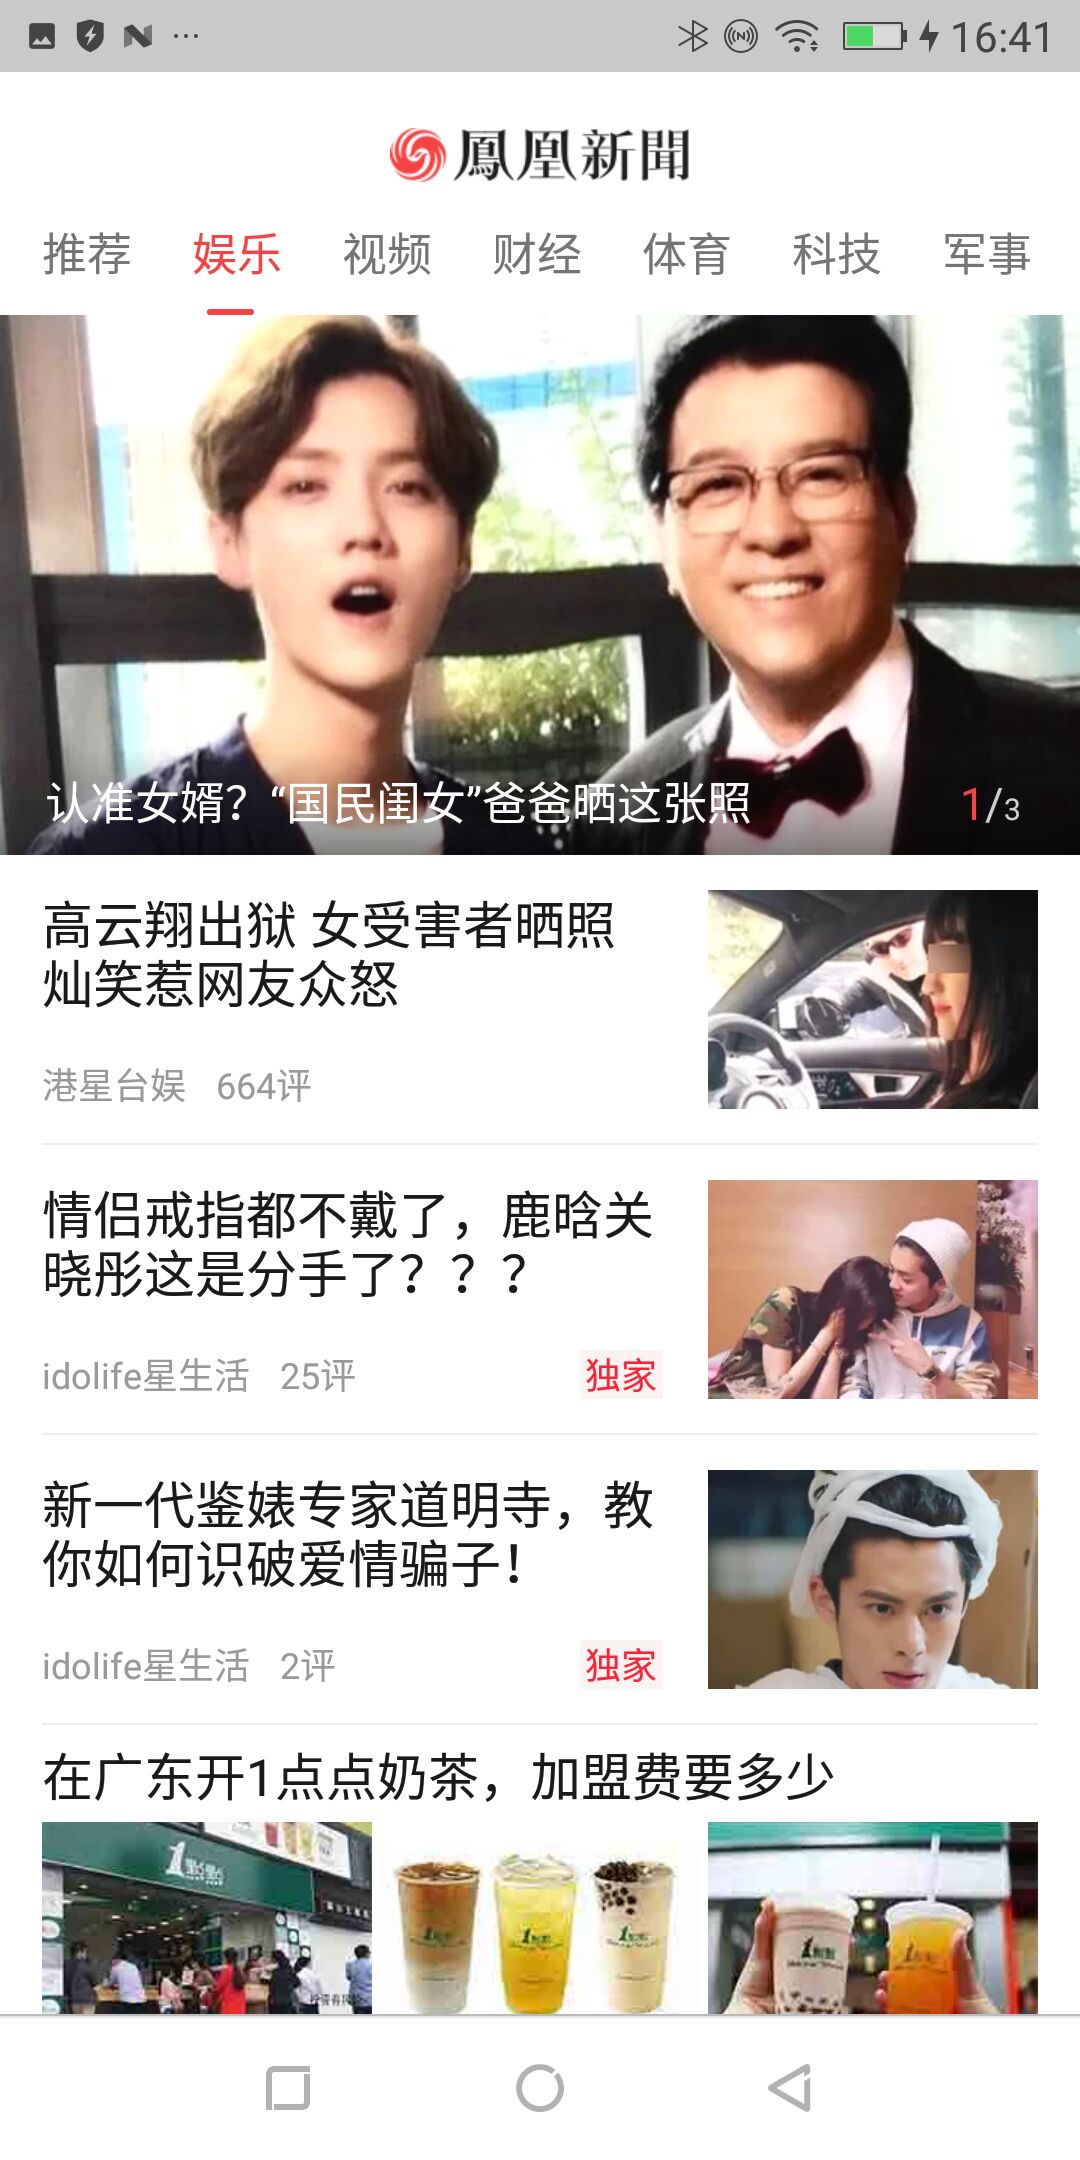 16:41
鳳凰新聞
推荐 娱乐 视频 财经 体育 科技 军事
认准女婿？“国民闺女”爸爸晒这张照 1/3
高云翔出狱 女受害者晒照
灿笑惹网友众怒
港星台娱 664评
情侣戒指都不戴了，鹿晗关
晓彤这是分手了？？？
idolife星生活 25评 独家
新一代鉴婊专家道明寺，教
你如何识破爱情骗子！
idolife星生活 2评 独家
在广东开1点点奶茶，加盟费要多少
1點點